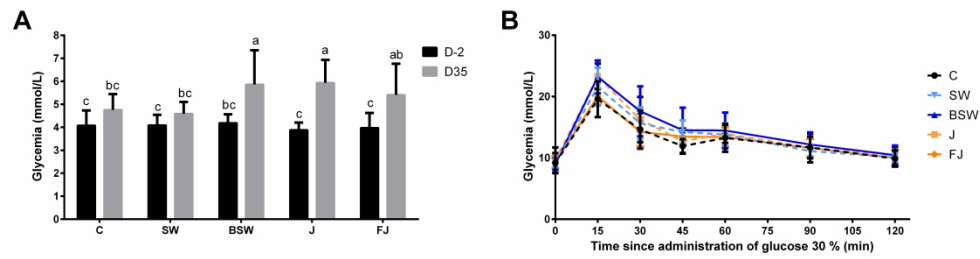 A
Glycemia (mmol/L)
8
7
6
5
4
3
2
1
0
c
bc
c
bc
bc
a
c
a
c
ab
C
SW
BSW
J
FJ
D-2
D35
B
Glycemia (mmol/L)
30
20
10
0
0
15
30
45
60
75
90
105
120
Time since administration of glucose 30 % (min)
C
SW
BSW
J
FJ